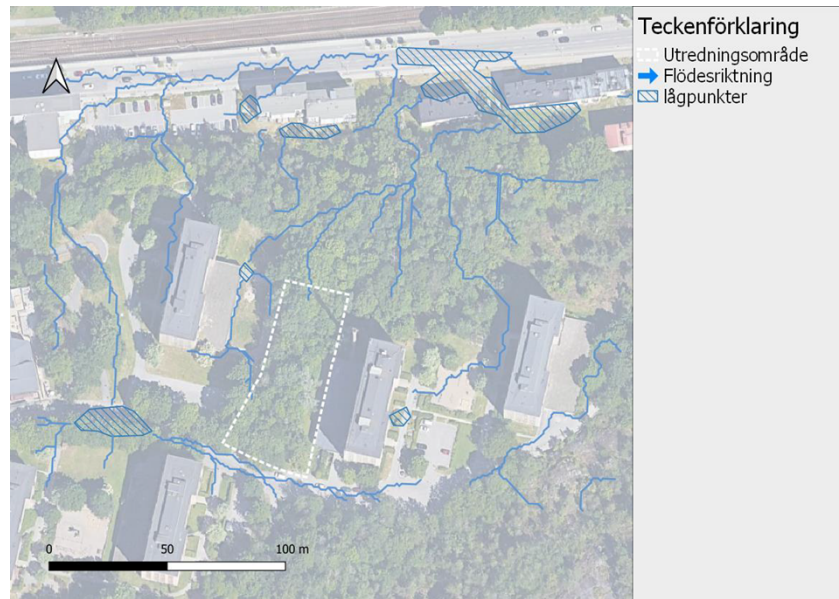 Teckenförklaring
Utredningsområde
Flödesriktning
lågpunkter
0 50 100 m